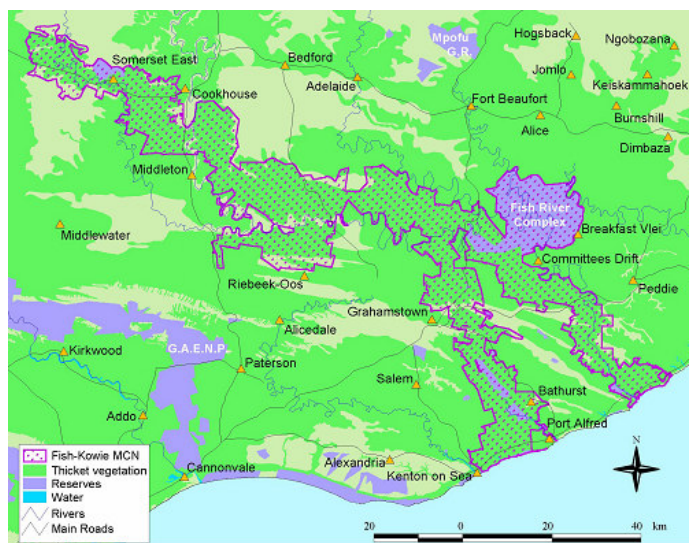 Hogsback
Ngobozana
Mpofu
G.R.
Bedford
Somerset East
Adelaide
Jomlo
Keiskammahoek
Cookhouse
Fort Beaufort
Alice
Burnshill
Dimbaza
Middleton
Fish River
Complex
Middlewater
Breakfast Vlei
Committees Drift
Riebeek-Oos
Peddie
Alicedale
Grahamstown
Kirkwood
G.A.E.N.P.
Paterson
Salem
Bathurst
Addo
Port Alfred
Fish-Kowie MCN
Thicket vegetation
Reserves
Water
Rivers
Main Roads
Cannonvale
Alexandria
Kenton on Sea
N
20 0 20 40 km